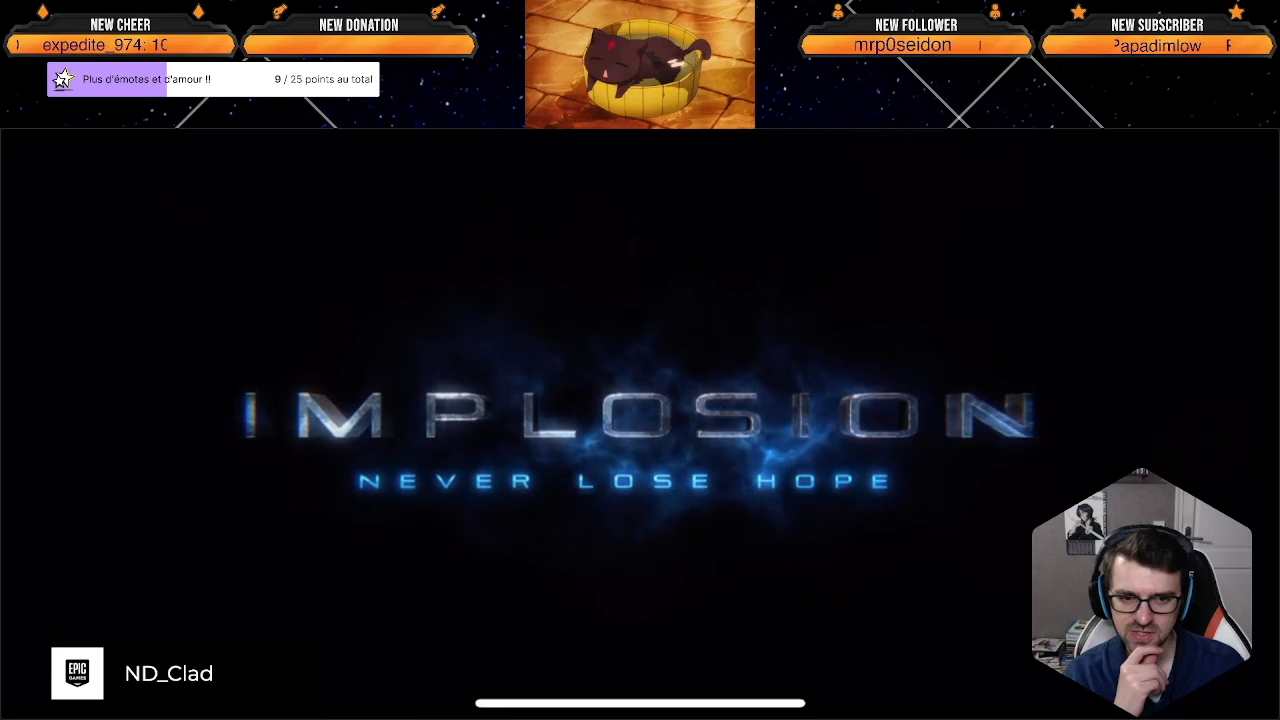 NEW CHEER
expedite_974: 10
NEW DONATION
NEW FOLLOWER
mrp0seidon
NEW SUBSCRIBER
Papadimlow
Plus d'émotes et d'amour !!
9 / 25 points au total
IMPLOSION
NEVER LOSE HOPE
EPIC
GAMES
ND_Clad